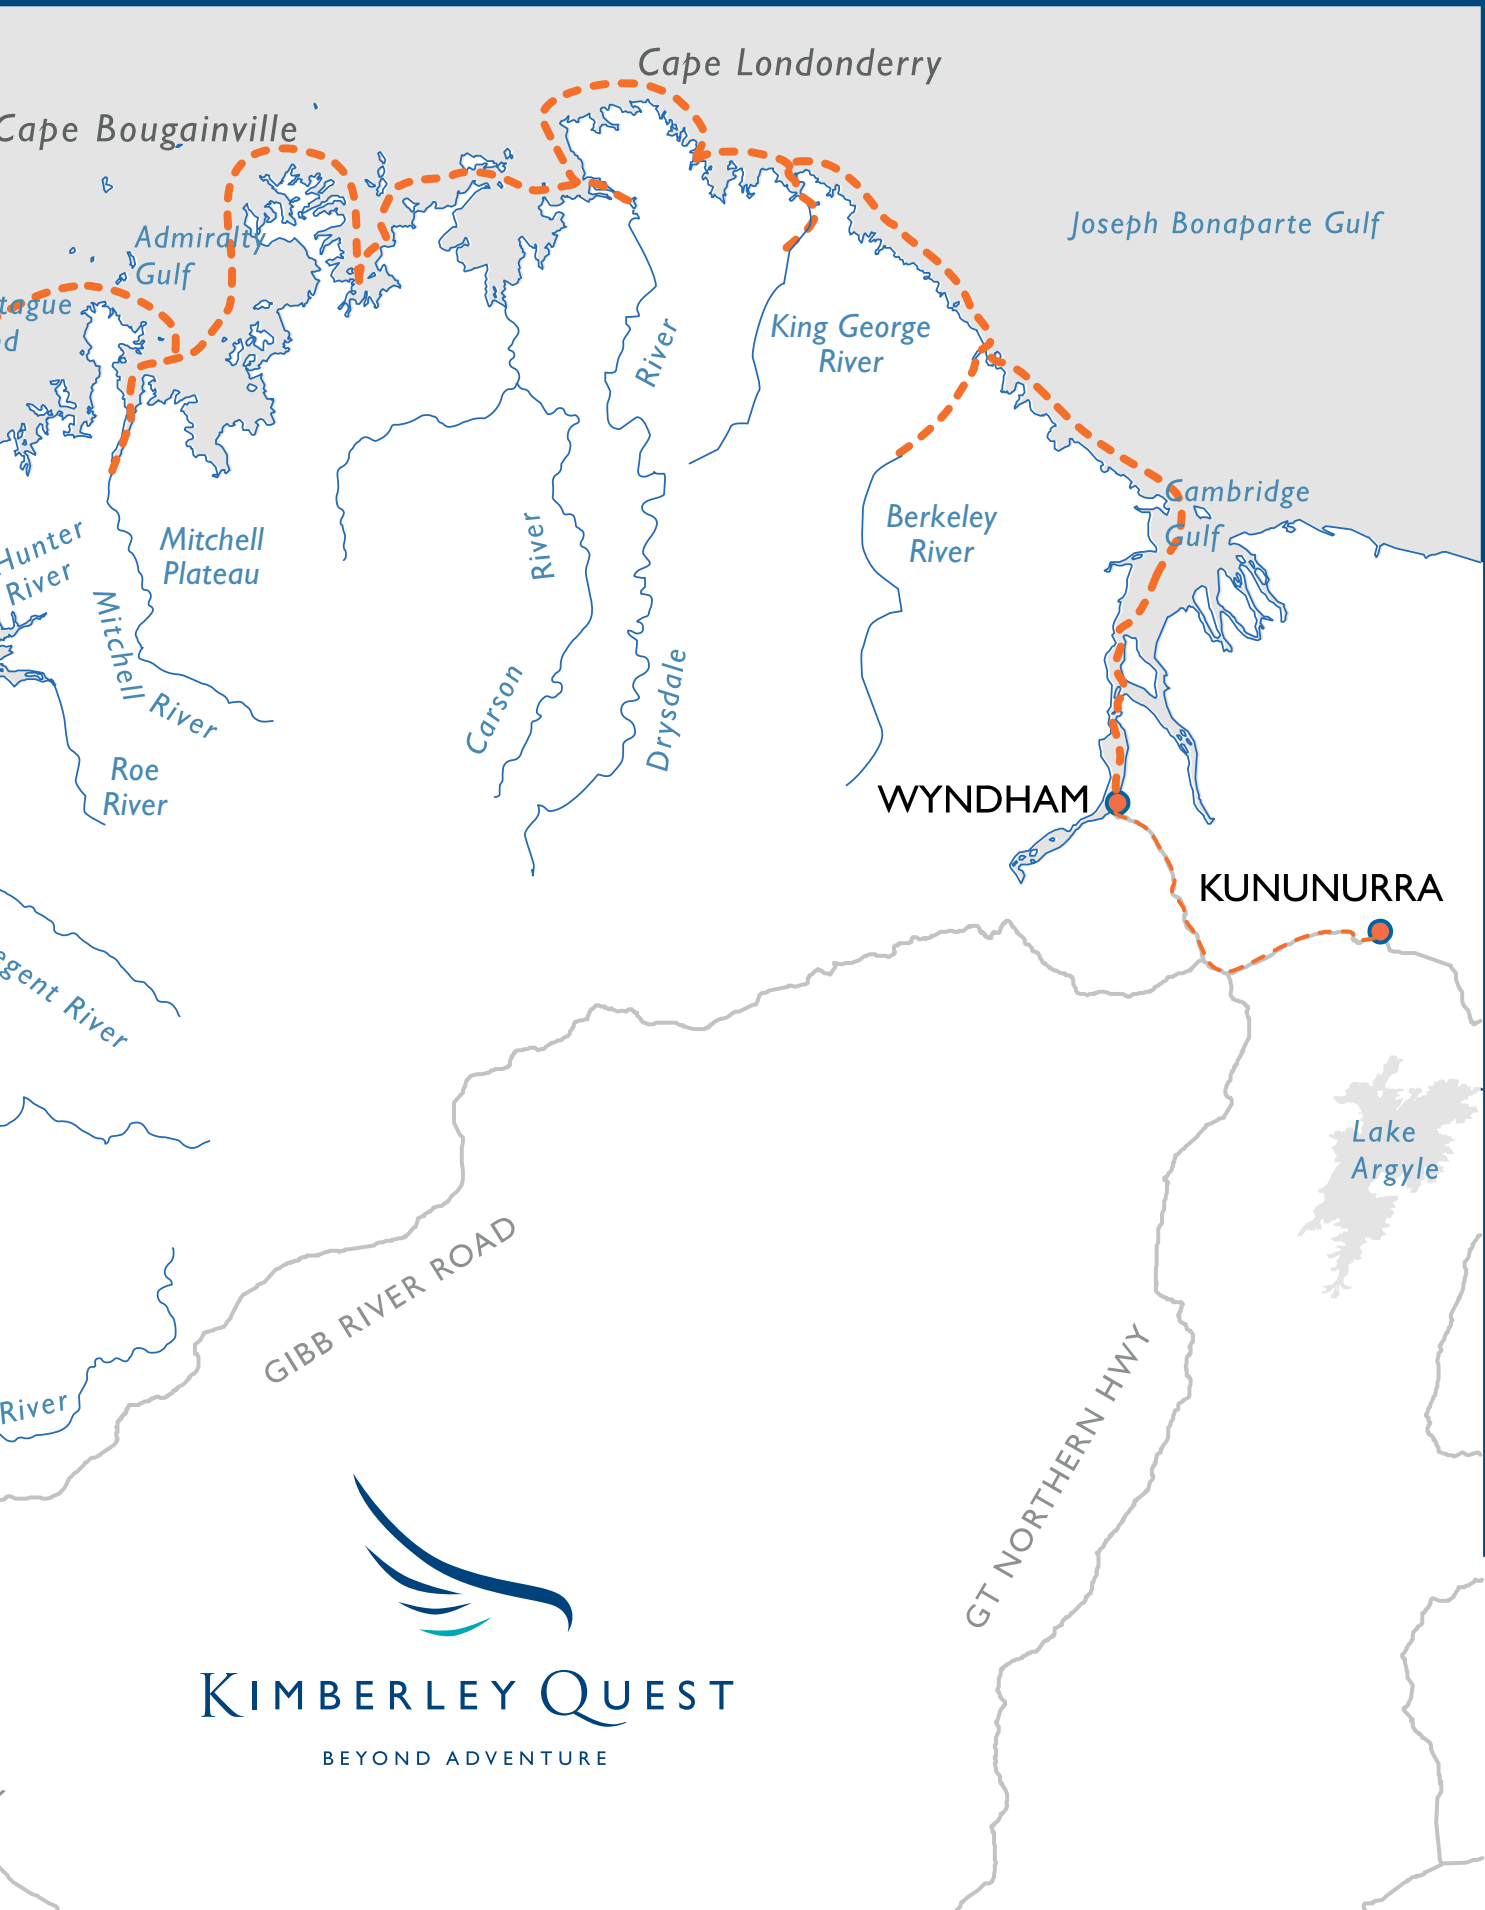 Cape Londonderry
Cape Bougainville
Joseph Bonaparte Gulf
Admiralty
Gulf
tague
d
King George
River
River
Cambridge
Gulf
Berkeley
River
River
Mitchell
Plateau
Hunter
River
Mitchell River
Carson
Drysdale
Roe
River
WYNDHAM
KUNUNURRA
egent River
Lake
Argyle
GIBB RIVER ROAD
GT NORTHERN HWY
River
KIMBERLEY QUEST
BEYOND ADVENTURE